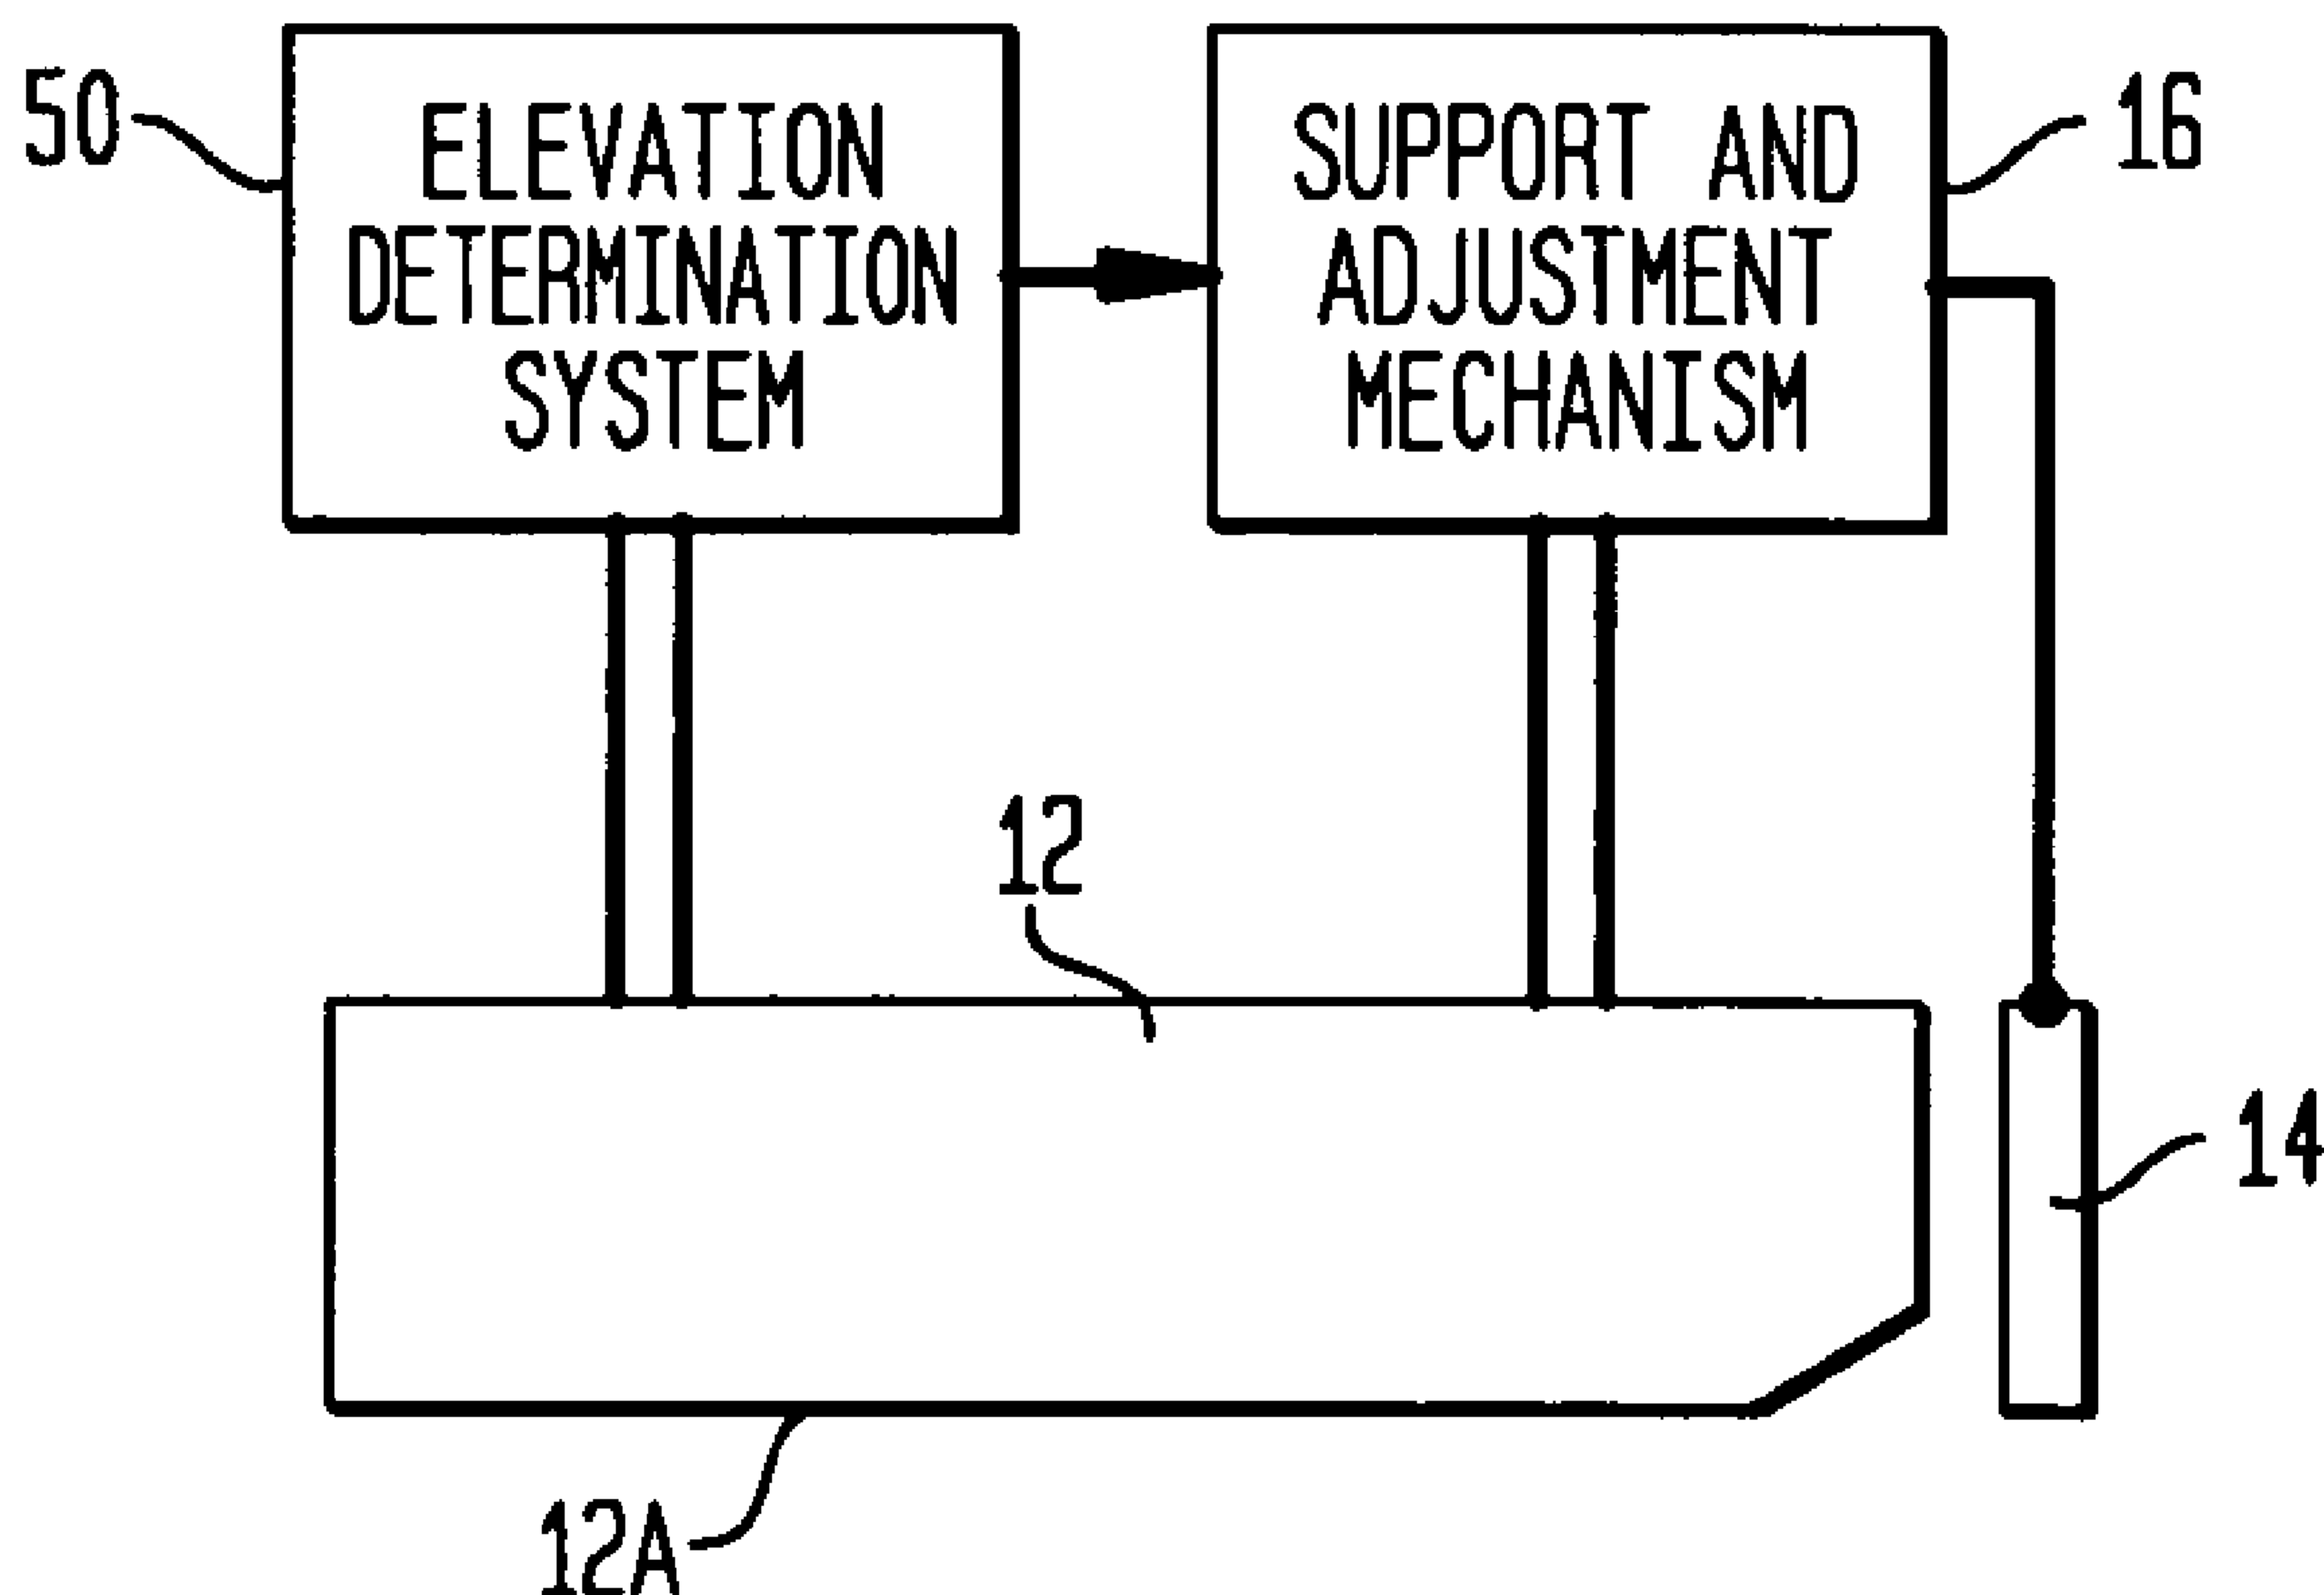 50
ELEVATION
DETERMINATION
SYSTEM
SUPPORT AND
ADJUSTMENT
MECHANISM
16
12
14
12A